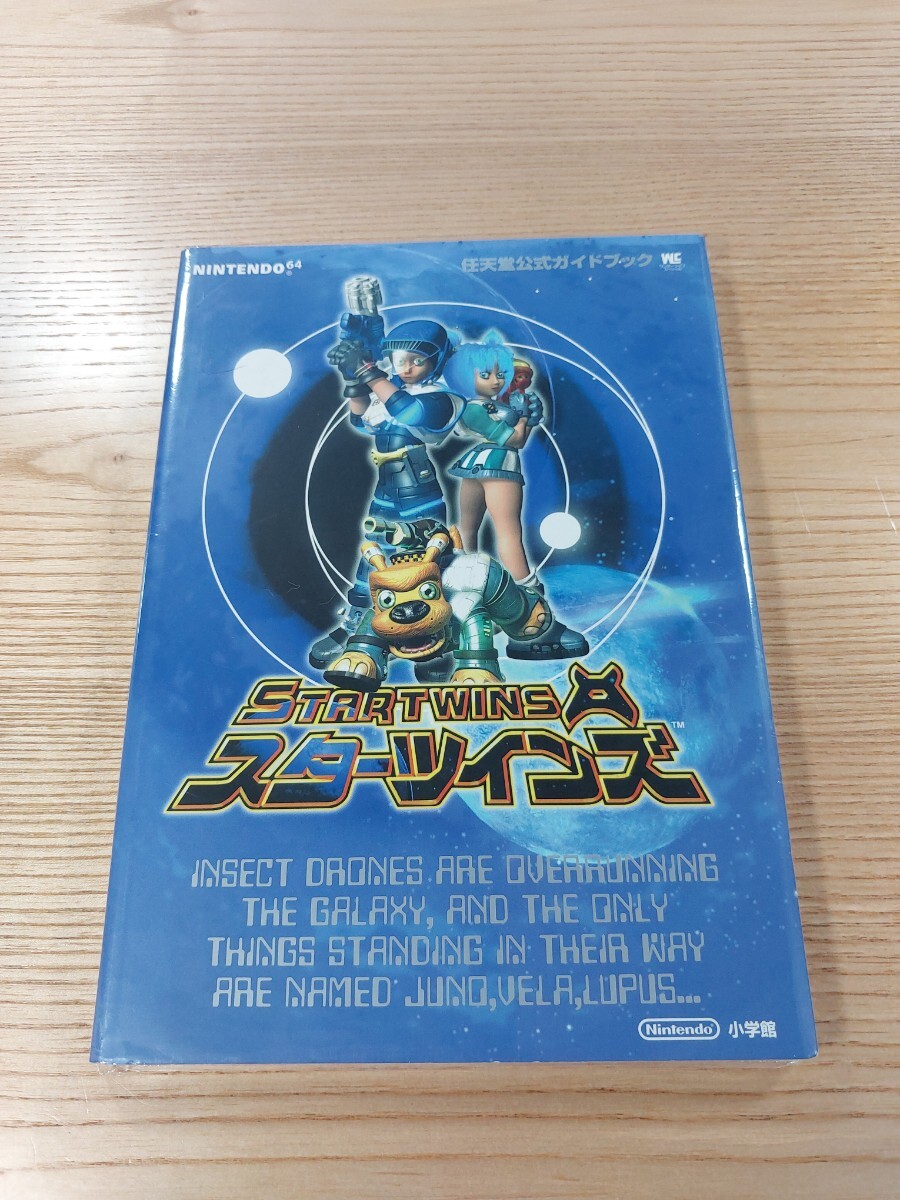 NINTENDO64
任天堂公式ガイドブック
STARTWINS
スターツインズ™
INSECT DRONES ARE OVERRUNNING
THE GALAXY, AND THE ONLY
THINGS STANDING IN THEIR WAY
ARE NAMED JUNO,VELA,LUPUS...
Nintendo 小学館